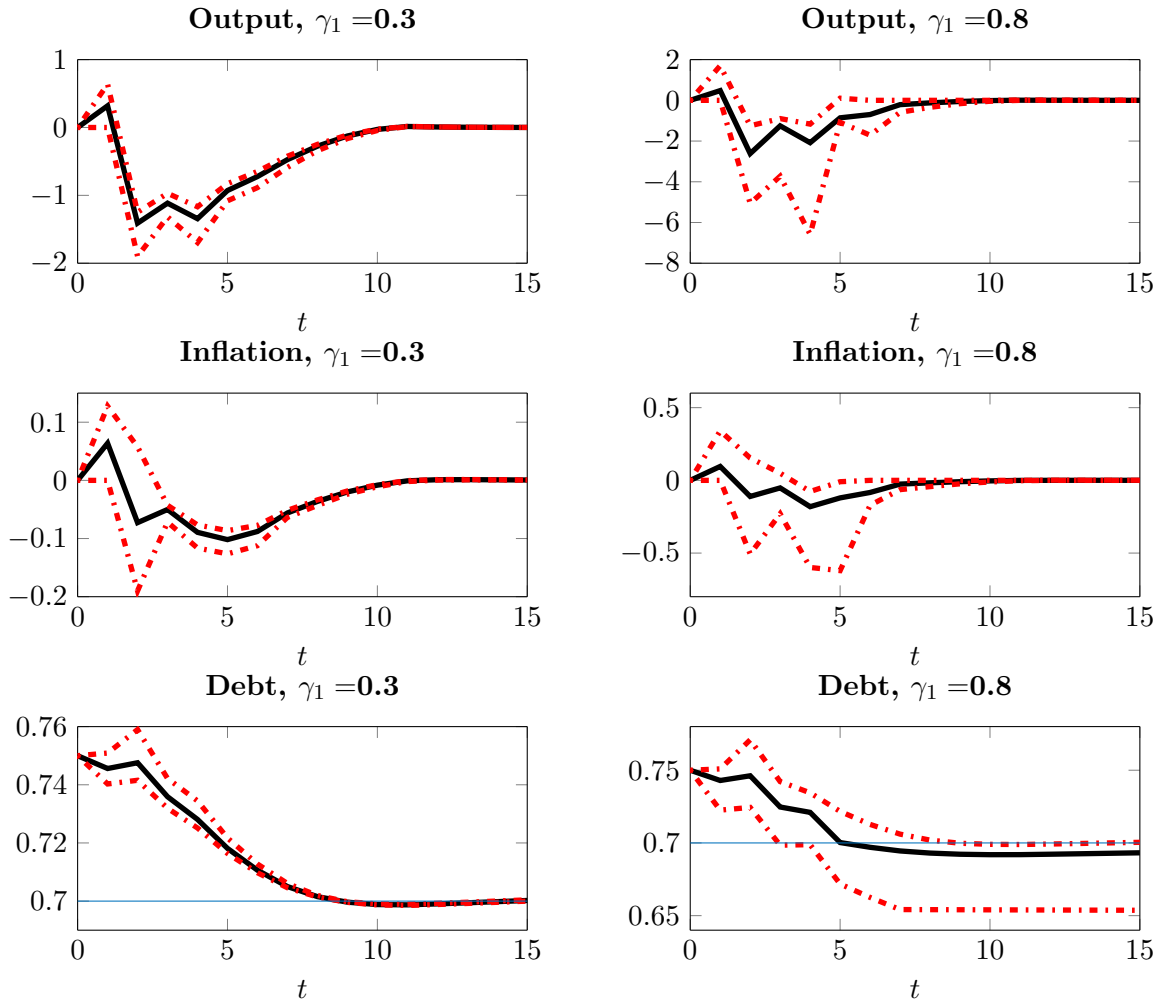 Output, γ₁ =0.3
1
0
−1
−2
0 5 10 15
t
Output, γ₁ =0.8
2
0
−2
−4
−6
−8
0 5 10 15
t
Inflation, γ₁ =0.3
0.1
0
−0.1
−0.2
0 5 10 15
t
Inflation, γ₁ =0.8
0.5
0
−0.5
0 5 10 15
t
Debt, γ₁ =0.3
0.76
0.74
0.72
0.7
0 5 10 15
t
Debt, γ₁ =0.8
0.75
0.7
0.65
0 5 10 15
t